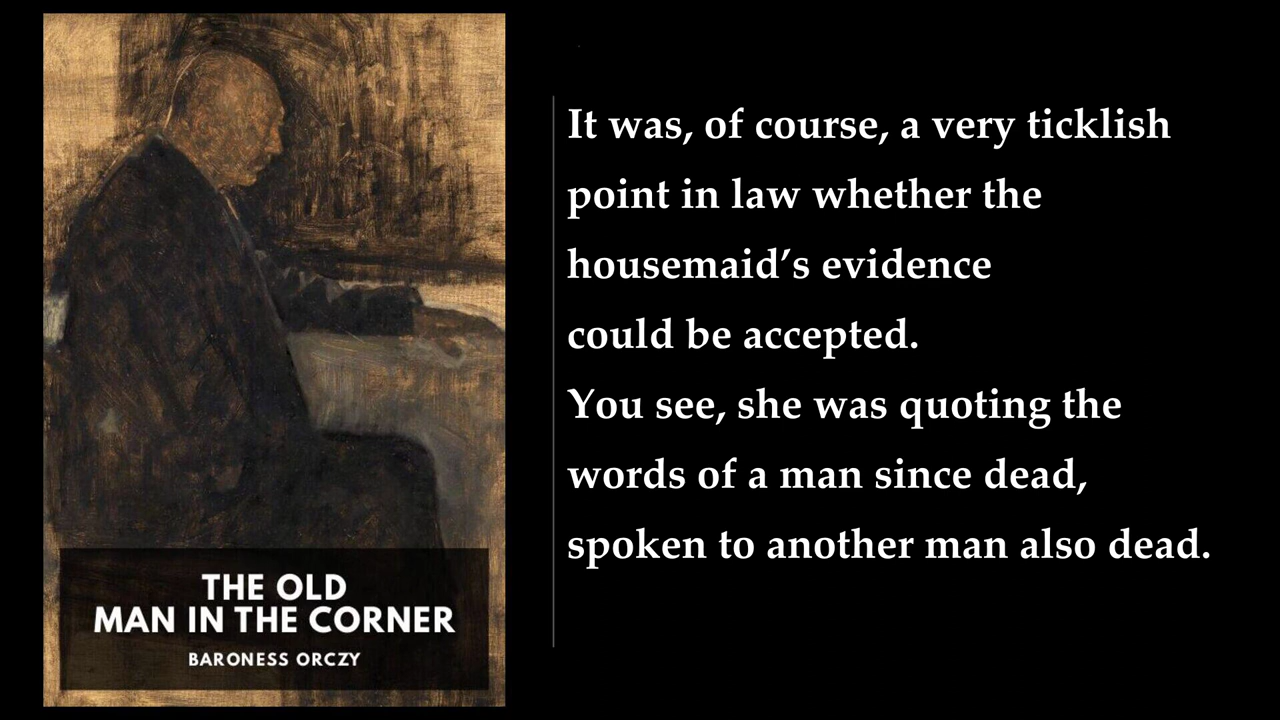 THE OLD
MAN IN THE CORNER
BARONESS ORCZY
It was, of course, a very ticklish
point in law whether the
housemaid’s evidence
could be accepted.
You see, she was quoting the
words of a man since dead,
spoken to another man also dead.